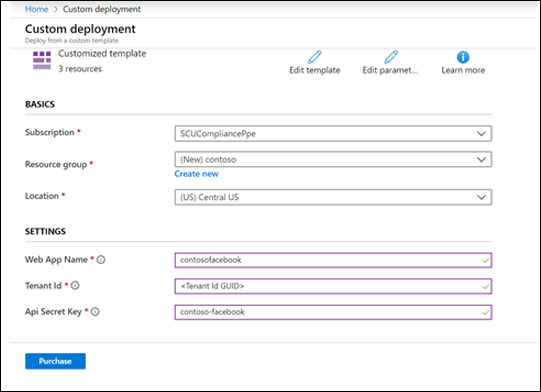 Home > Custom deployment
Custom deployment
Deploy from a custom template
Customized template
3 resources
Edit template
Edit paramet...
Learn more
BASICS
Subscription *
SCUCompliancePpe
Resource group *
(New) contoso
Create new
Location *
(US) Central US
SETTINGS
Web App Name *
contosofacebook
Tenant Id *
<Tenant Id GUID>
Api Secret Key *
contoso-facebook
Purchase